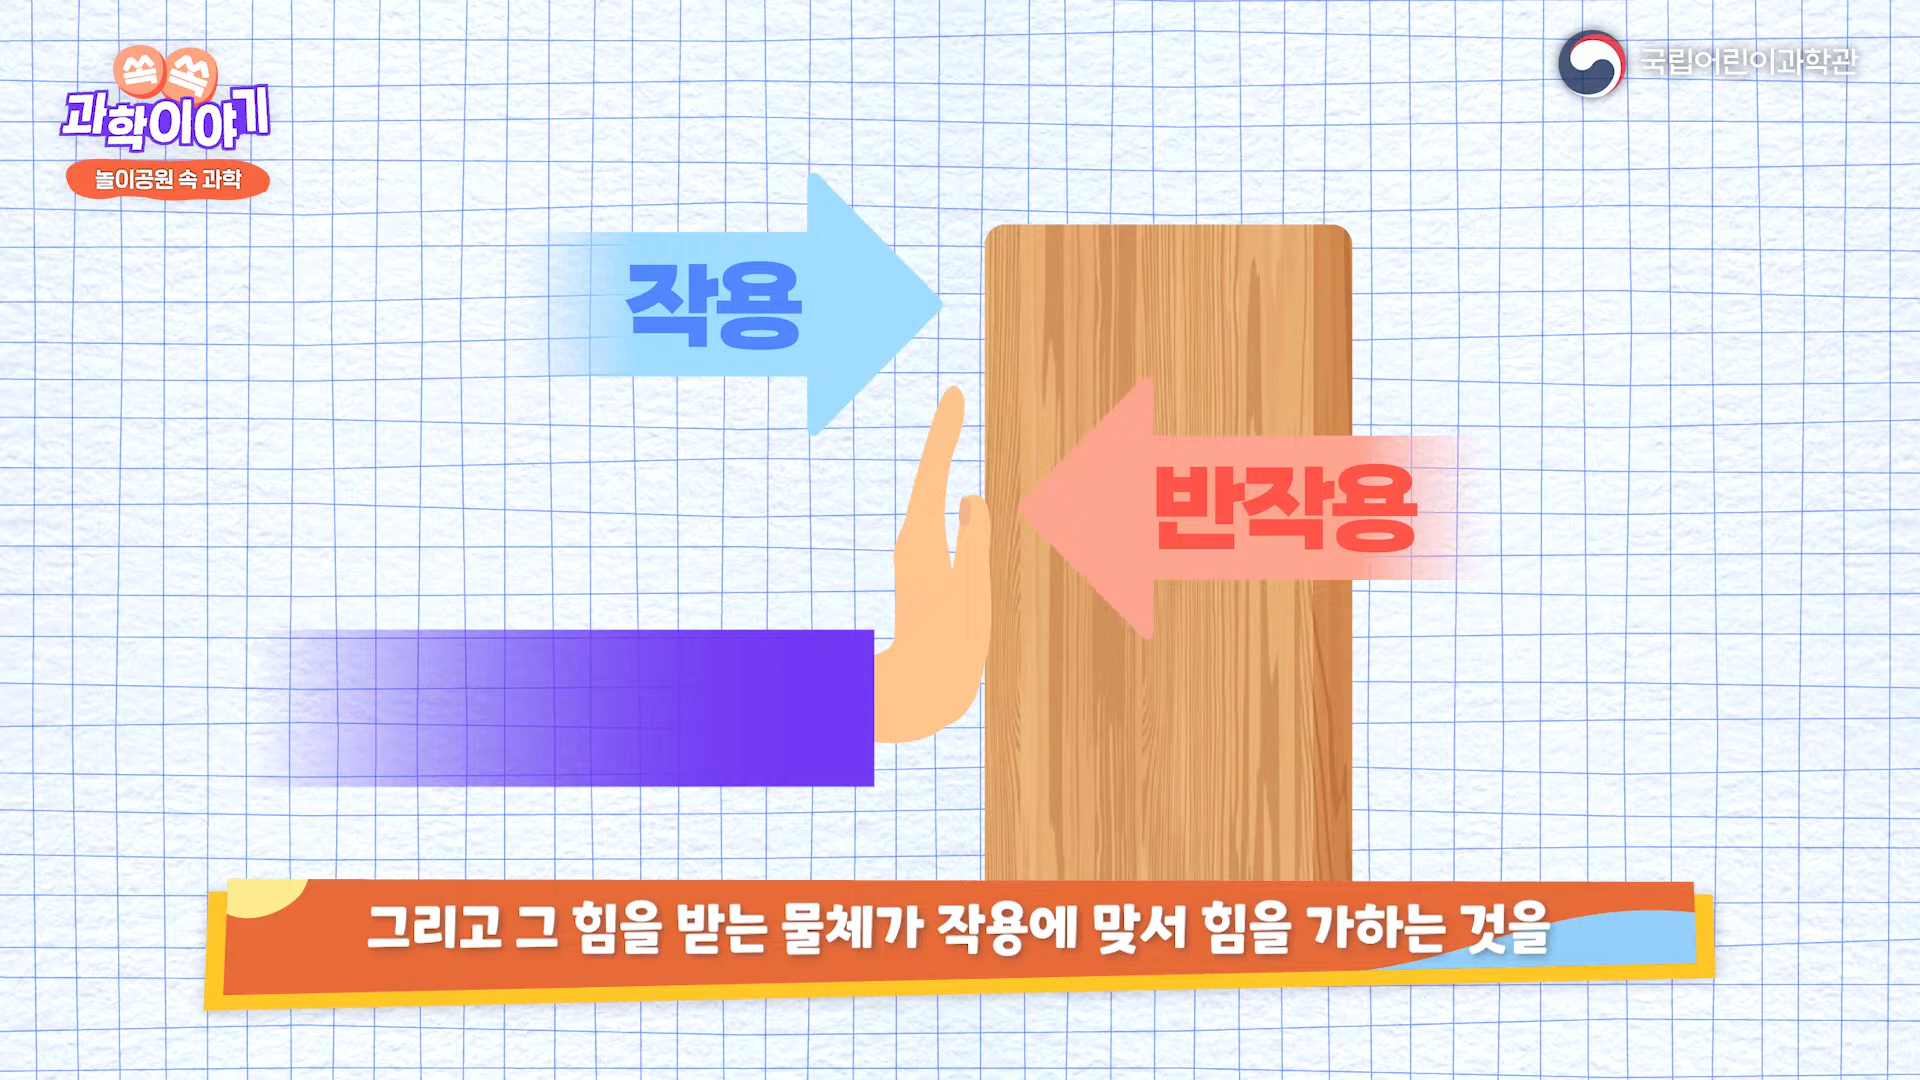 쏙쏙
과학이야기
놀이공원 속 과학
국립어린이과학관
작용
반작용
그리고 그 힘을 받는 물체가 작용에 맞서 힘을 가하는 것을